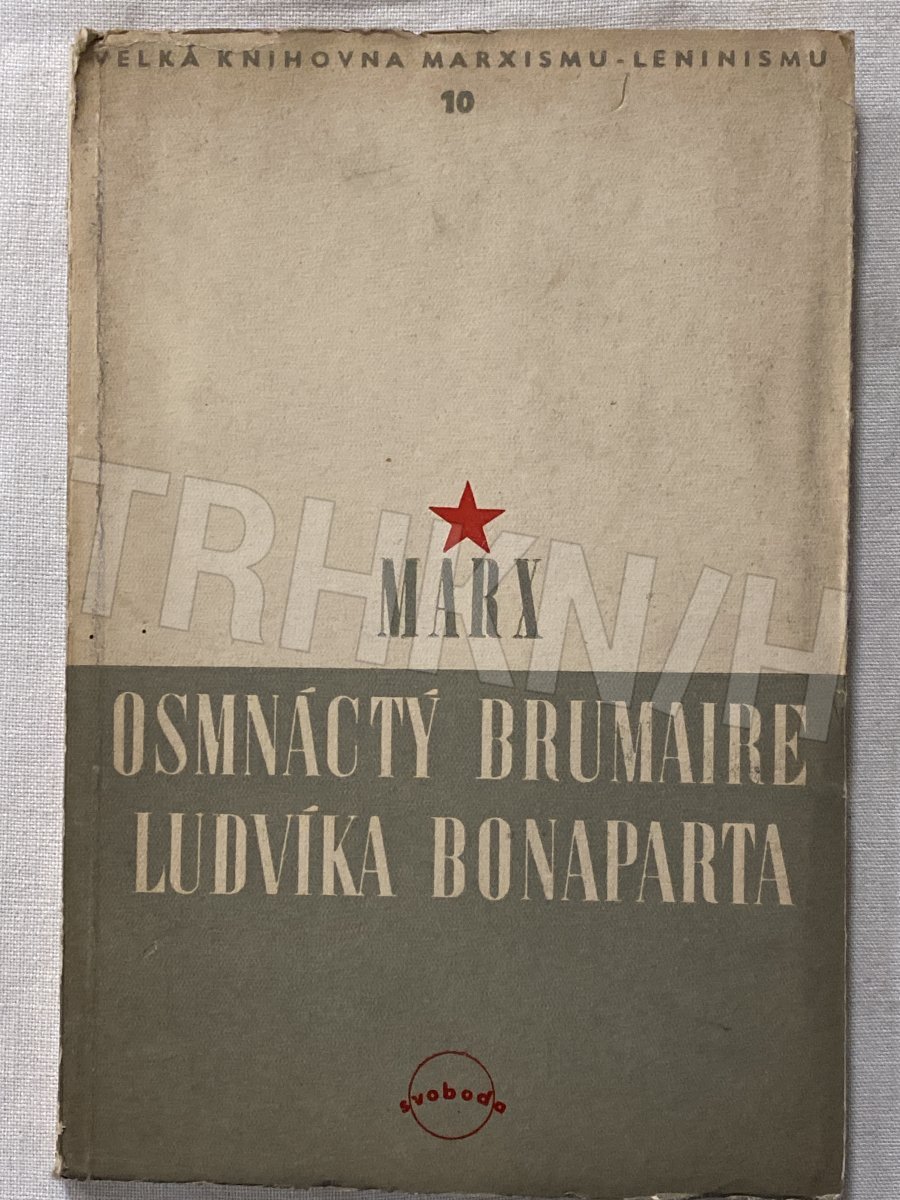 VELKÁ KNIHOVNA MARXISMU-LENINISMU
10
MARX
OSMNÁCTÝ BRUMAIRE
LUDVÍKA BONAPARTA
svoboda
TRHKNIH